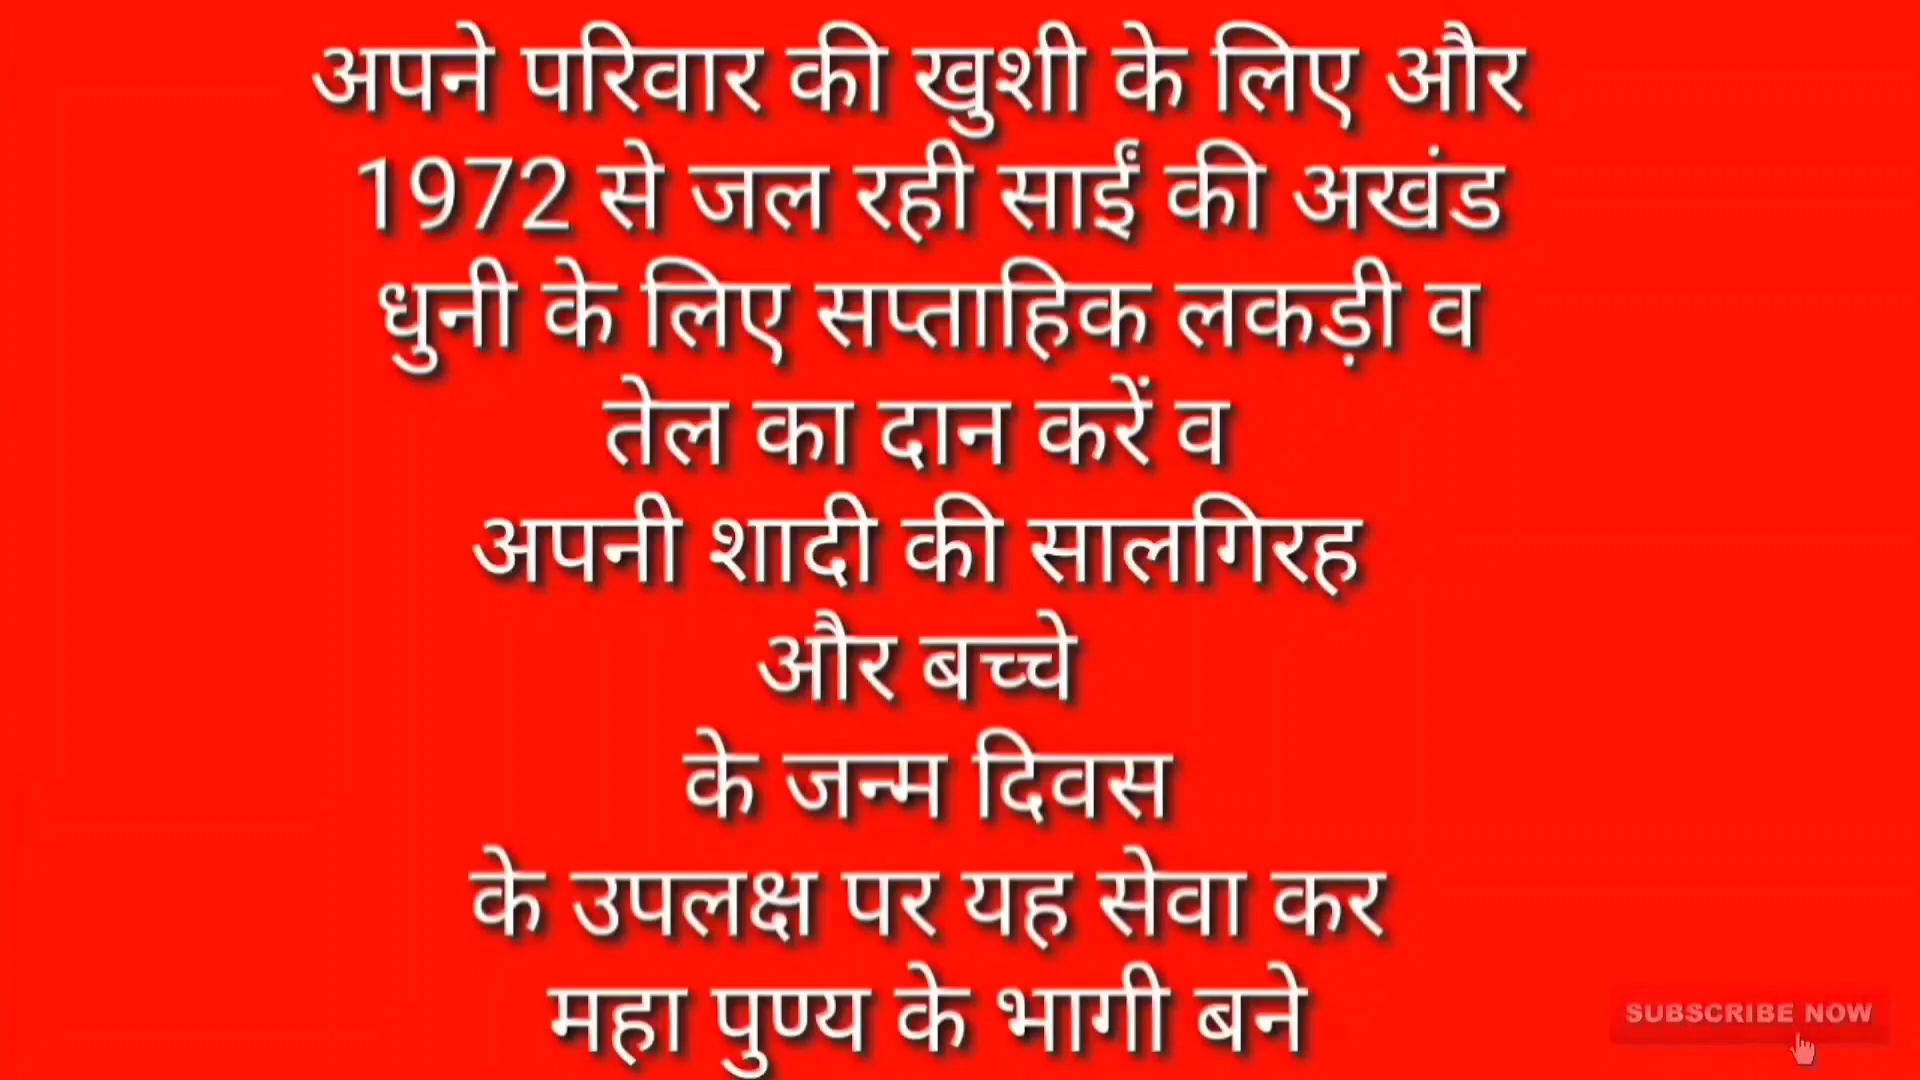 अपने परिवार की खुशी के लिए और
1972 से जल रही साईं की अखंड
धुनी के लिए सप्ताहिक लकड़ी व
तेल का दान करें व
अपनी शादी की सालगिरह
और बच्चे
के जन्म दिवस
के उपलक्ष पर यह सेवा कर
महा पुण्य के भागी बने
SUBSCRIBE NOW